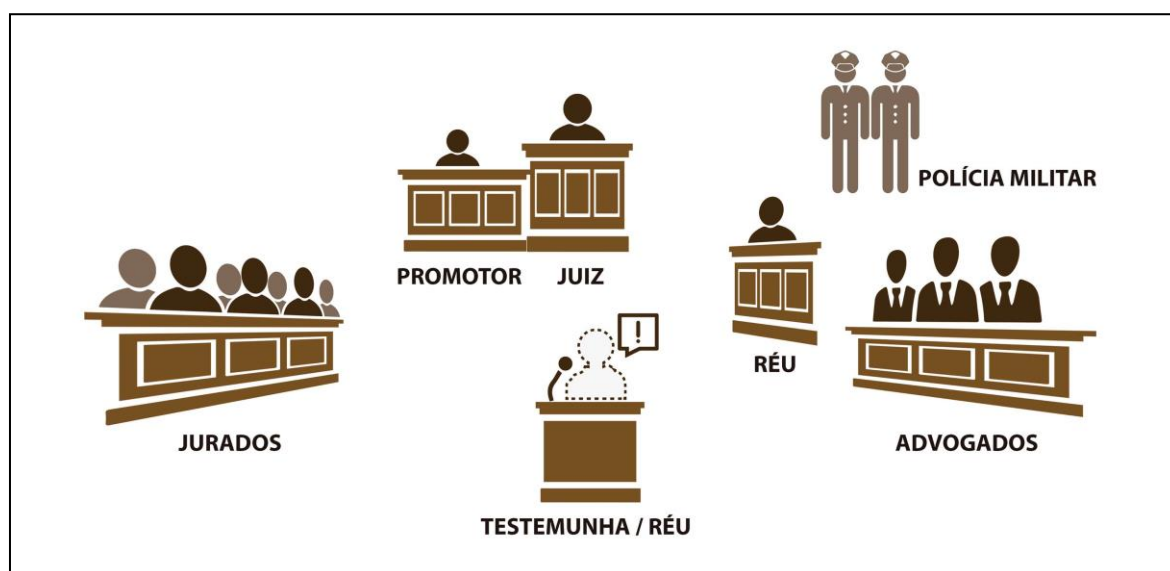 POLÍCIA MILITAR
PROMOTOR
JUIZ
RÉU
JURADOS
ADVOGADOS
!
TESTEMUNHA / RÉU